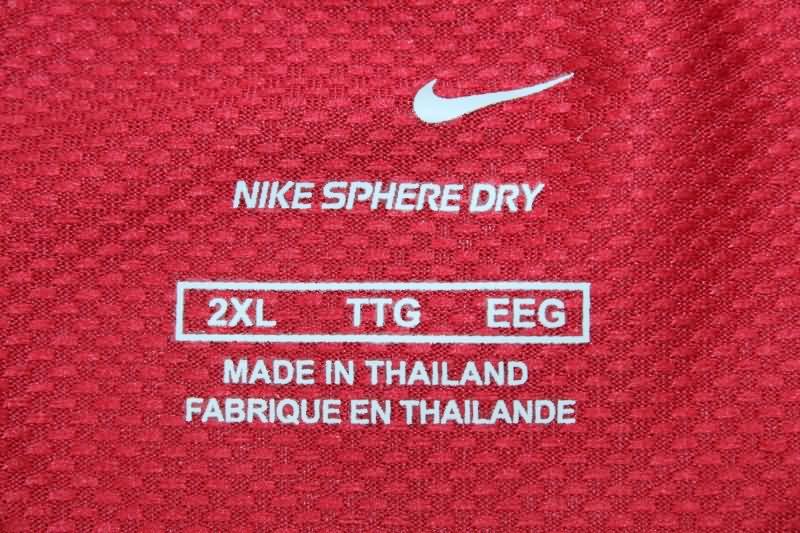 NIKE SPHERE DRY
2XL TTG EEG
MADE IN THAILAND
FABRIQUE EN THAILANDE